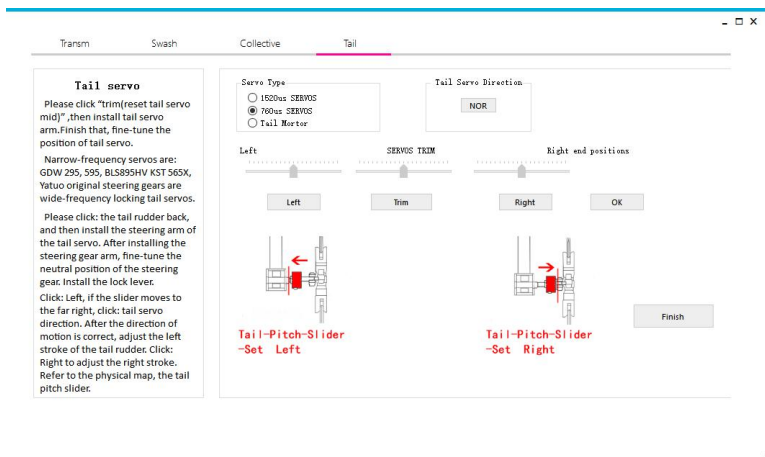 Transm
Swash
Collective
Tail
Tail servo
Please click "trim(reset tail servo
mid)" ,then install tail servo
arm.Finish that, fine-tune the
position of tail servo.
Narrow-frequency servos are:
GDW 295, 595, BLS895HV KST 565X,
Yatuo original steering gears are
wide-frequency locking tail servos.
Please click: the tail rudder back,
and then install the steering arm of
the tail servo. After installing the
steering gear arm, fine-tune the
neutral position of the steering
gear. Install the lock lever.
Click: Left, if the slider moves to
the far right, click: tail servo
direction. After the direction of
motion is correct, adjust the left
stroke of the tail rudder. Click:
Right to adjust the right stroke.
Refer to the physical map, the tail
pitch slider.
Servo Type
1520us SERVOS
760us SERVOS
Tail Mortor
Tail Servo Direction
NOR
Left
SERVOS TRIM
Right end positions
Left
Trim
Right
OK
Tail-Pitch-Slider
-Set Left
Tail-Pitch-Slider
-Set Right
Finish